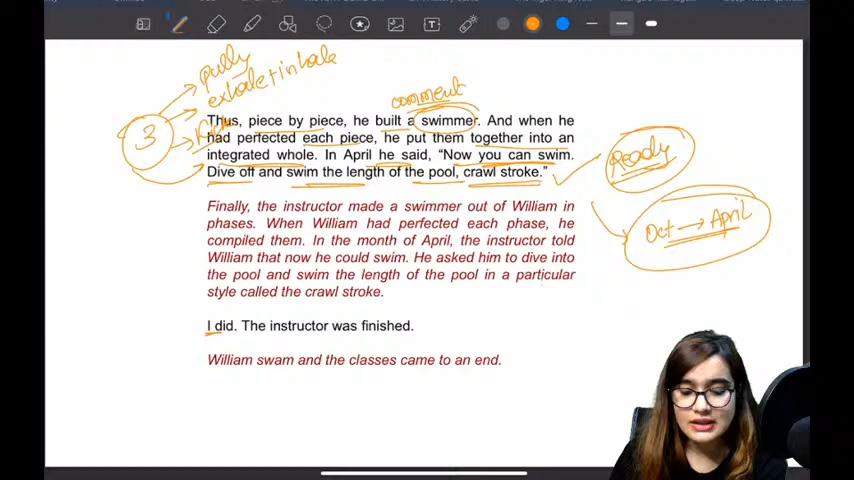 pully
exhale+inhale
comment
3
Kick
Thus, piece by piece, he built a swimmer. And when he
had perfected each piece, he put them together into an
integrated whole. In April he said, "Now you can swim.
Dive off and swim the length of the pool, crawl stroke."
Ready
Oct → April
Finally, the instructor made a swimmer out of William in
phases. When William had perfected each phase, he
compiled them. In the month of April, the instructor told
William that now he could swim. He asked him to dive into
the pool and swim the length of the pool in a particular
style called the crawl stroke.
I did. The instructor was finished.
William swam and the classes came to an end.